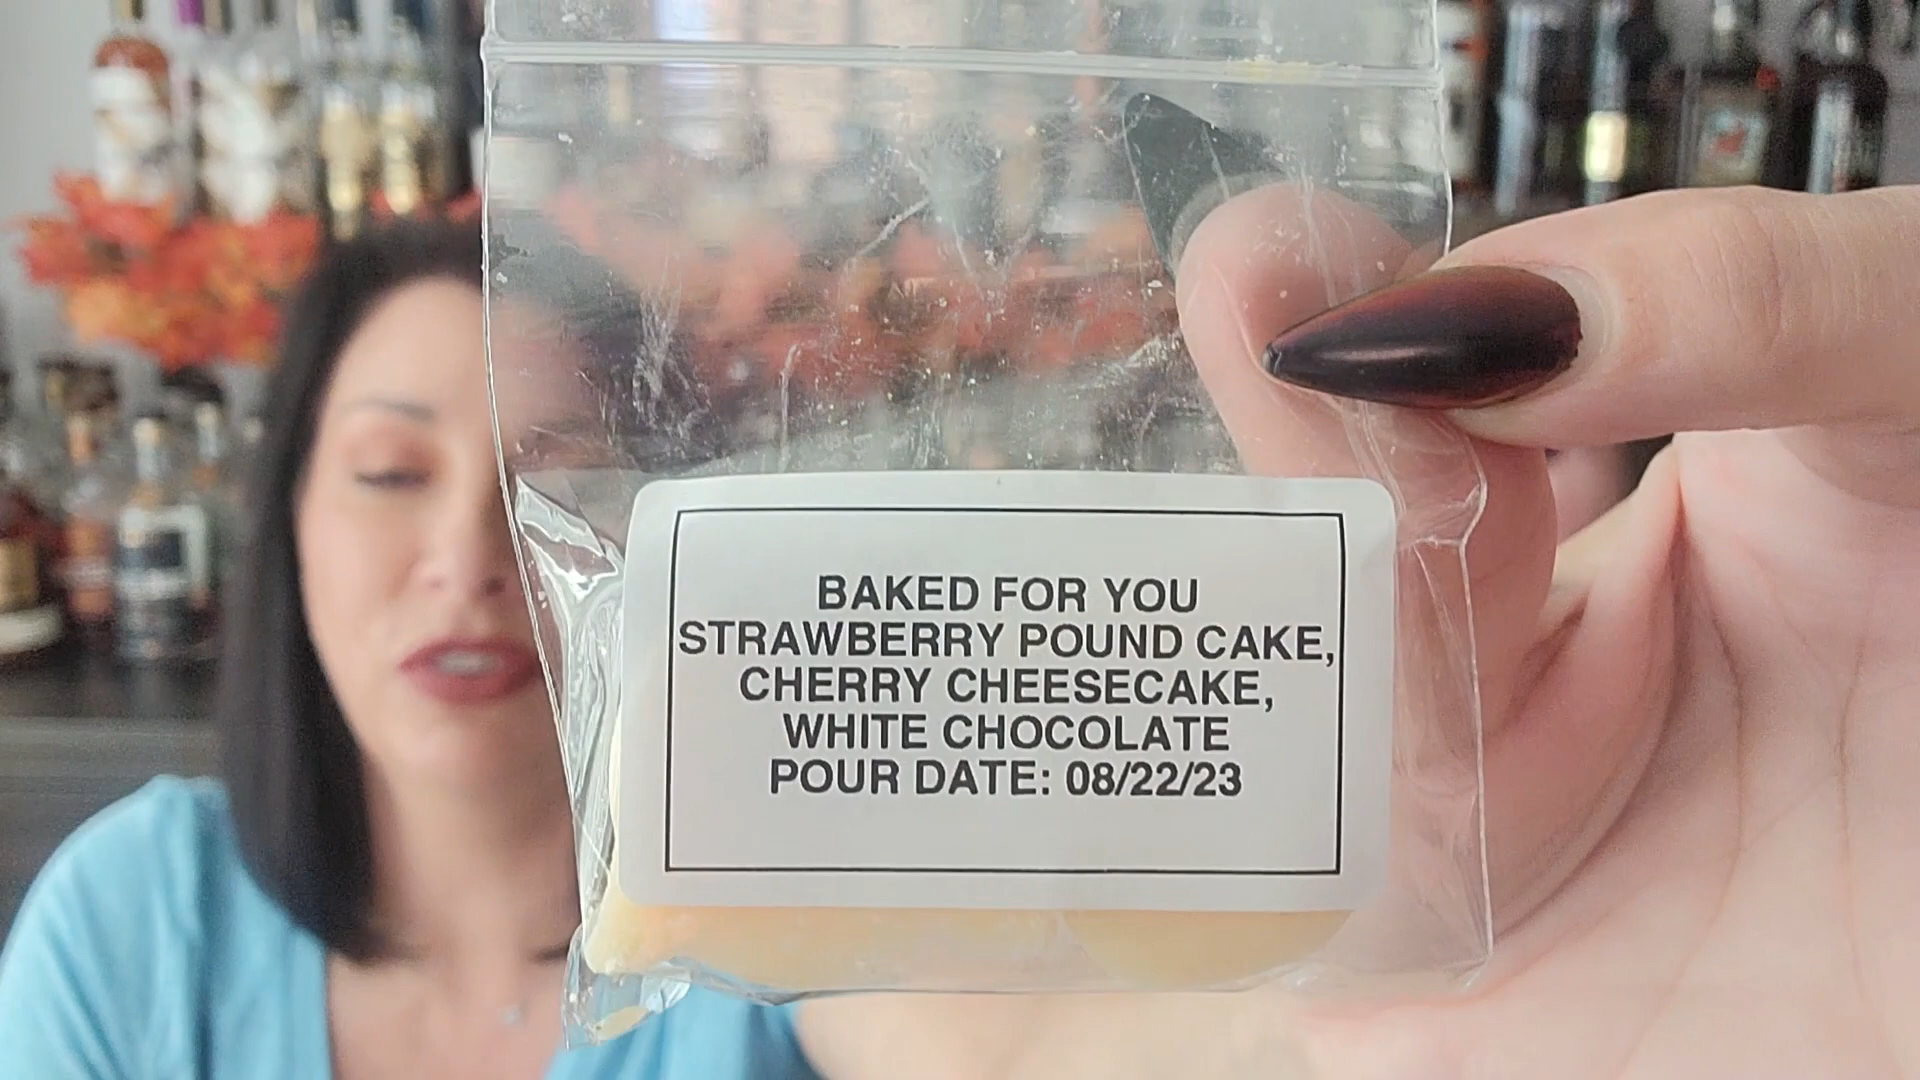 BAKED FOR YOU
STRAWBERRY POUND CAKE,
CHERRY CHEESECAKE,
WHITE CHOCOLATE
POUR DATE: 08/22/23